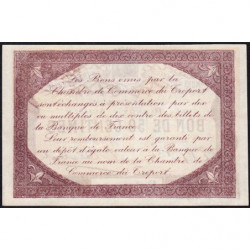 Les Bons émis par la
Chambre de Commerce du Tréport
sont échangés à présentation par dix
ou multiples de dix contre des billets de
la Banque de France.
Leur remboursement est garanti par
un dépôt d'égale valeur à la Banque de
France au nom de la Chambre de
Commerce du Tréport